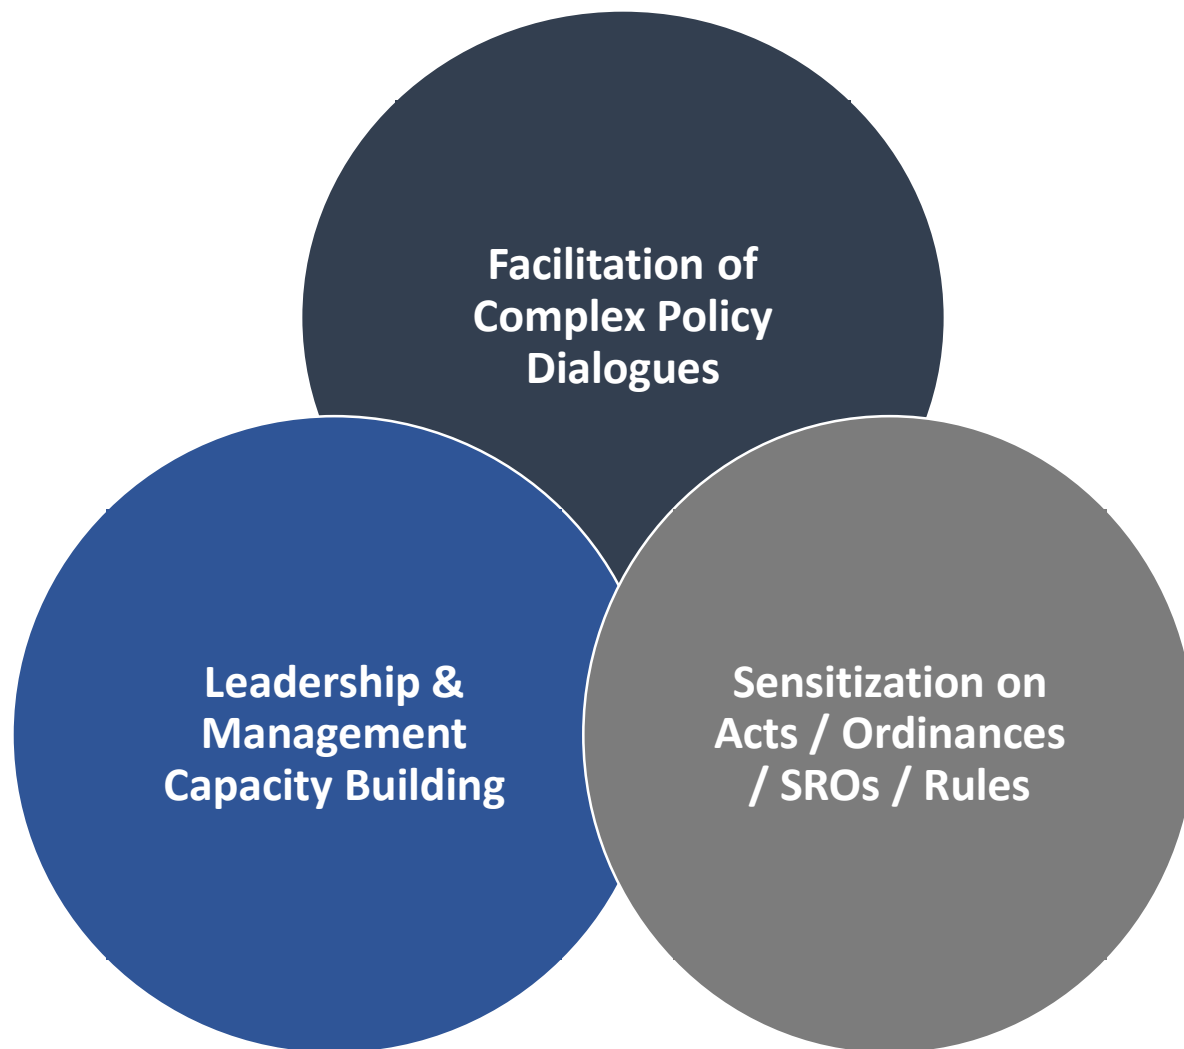 Facilitation of
Complex Policy
Dialogues
Leadership &
Management
Capacity Building
Sensitization on
Acts / Ordinances
/ SROs / Rules